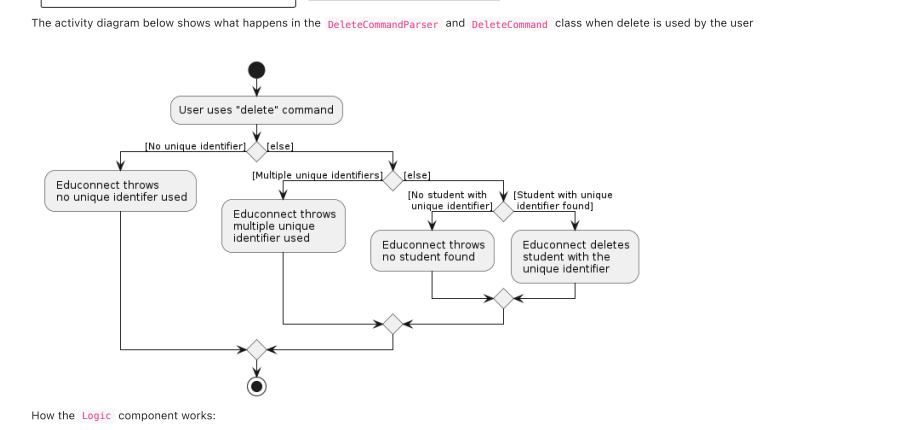 The activity diagram below shows what happens in the DeleteCommandParser and DeleteCommand class when delete is used by the user
User uses "delete" command
[No unique identifier]
[else]
Educonnect throws
no unique identifer used
[Multiple unique identifiers]
[else]
Educonnect throws
multiple unique
identifier used
[No student with
unique identifier]
[Student with unique
identifier found]
Educonnect throws
no student found
Educonnect deletes
student with the
unique identifier
How the Logic component works: